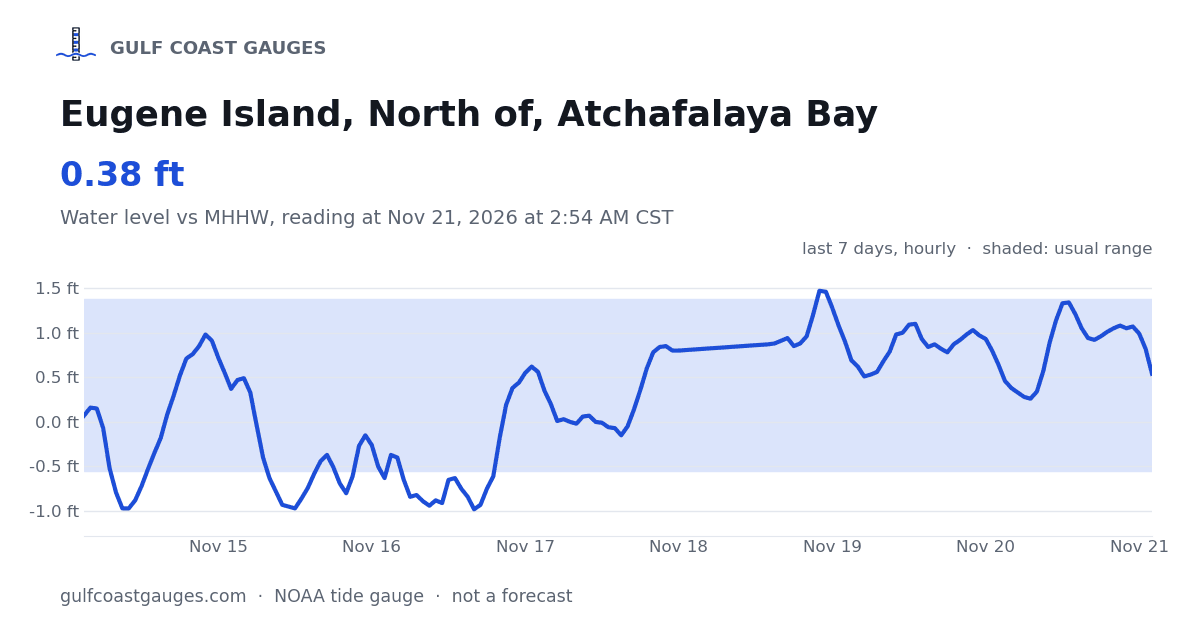 GULF COAST GAUGES
Eugene Island, North of, Atchafalaya Bay
0.38 ft
Water level vs MHHW, reading at Nov 21, 2026 at 2:54 AM CST
last 7 days, hourly · shaded: usual range
1.5 ft
1.0 ft
0.5 ft
0.0 ft
-0.5 ft
-1.0 ft
Nov 15 Nov 16 Nov 17 Nov 18 Nov 19 Nov 20 Nov 21
gulfcoastgauges.com · NOAA tide gauge · not a forecast